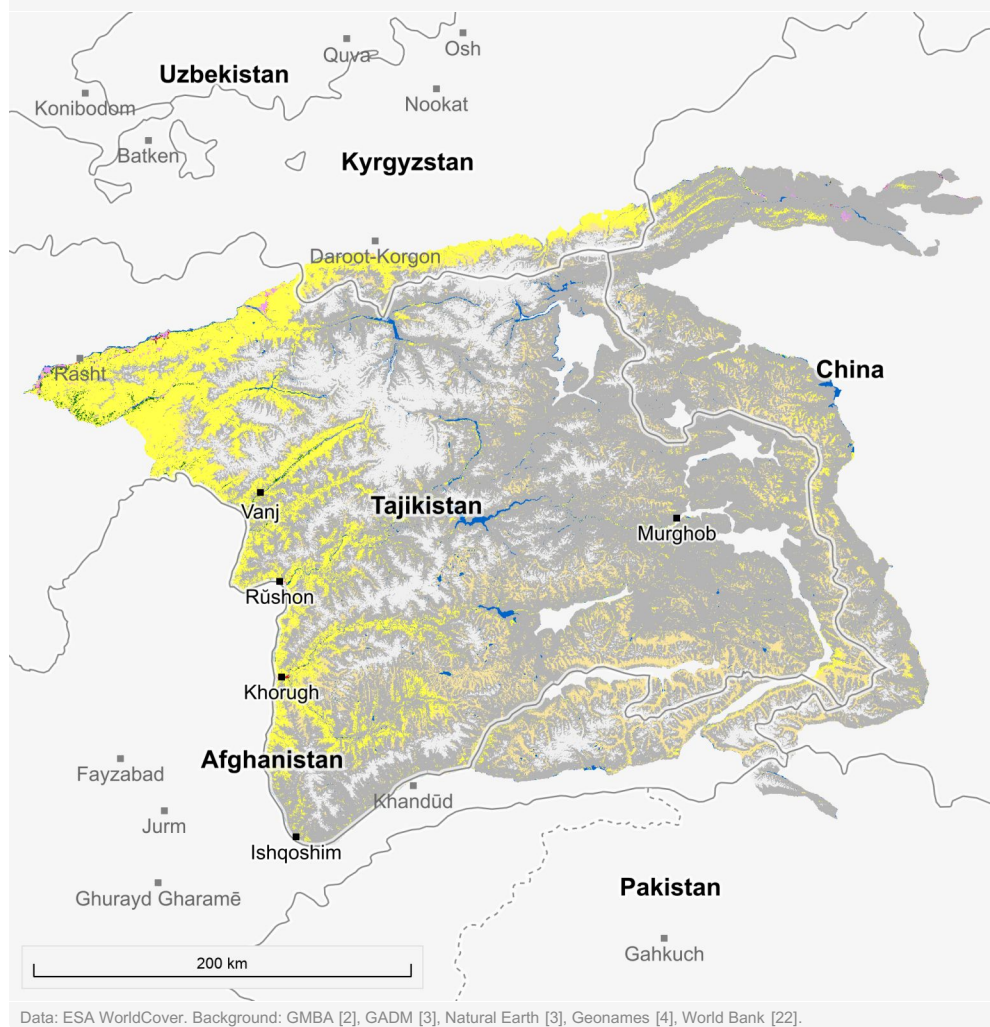 Osh
Quva
Uzbekistan
Konibodom
Nookat
Batken
Kyrgyzstan
Daroot-Korgon
Rasht
China
Vanj
Tajikistan
Murghob
Rŭshon
Khorugh
Afghanistan
Fayzabad
Khandūd
Jurm
Ishqoshim
Pakistan
Ghurayd Gharamē
Gahkuch
200 km
Data: ESA WorldCover. Background: GMBA [2], GADM [3], Natural Earth [3], Geonames [4], World Bank [22].